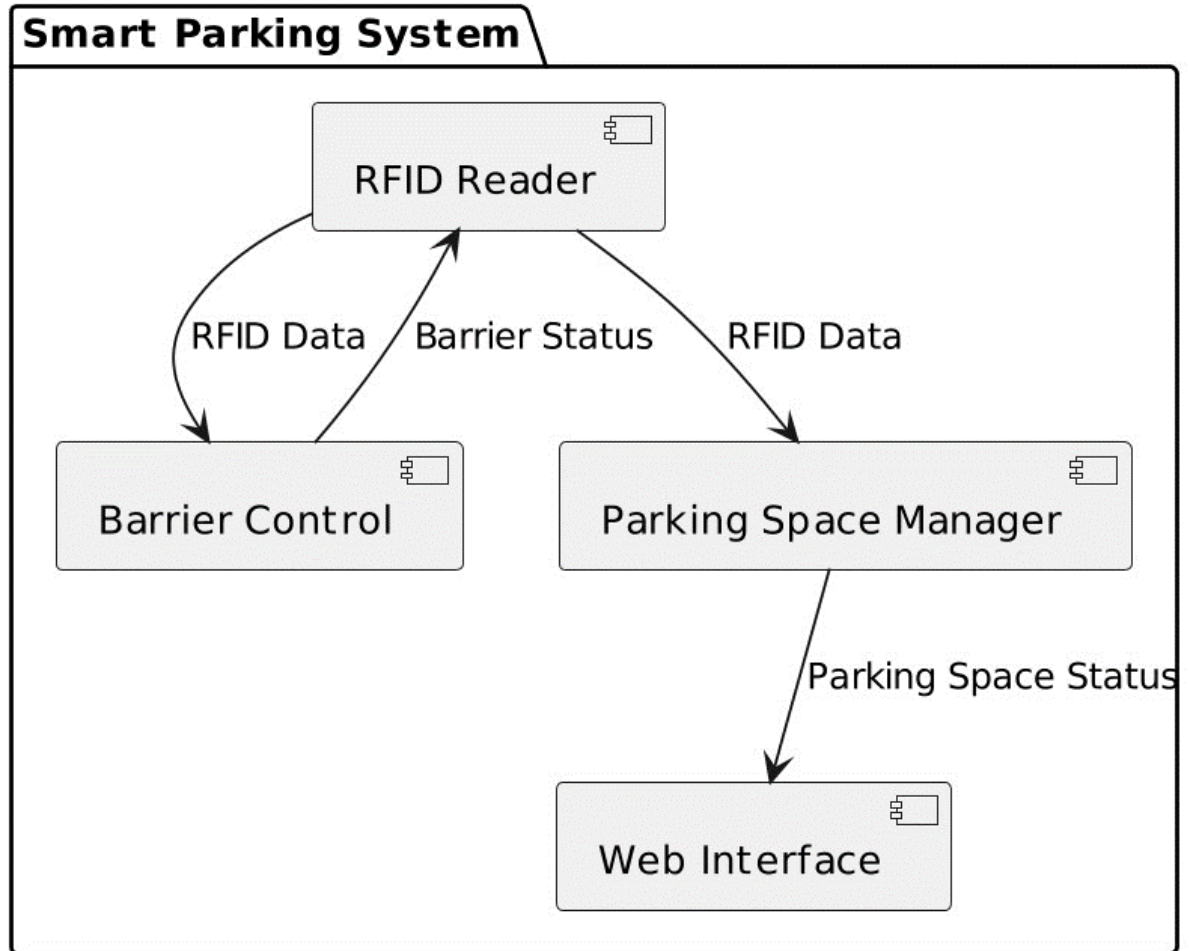 Smart Parking System
RFID Reader
RFID Data
Barrier Status
RFID Data
Barrier Control
Parking Space Manager
Parking Space Status
Web Interface